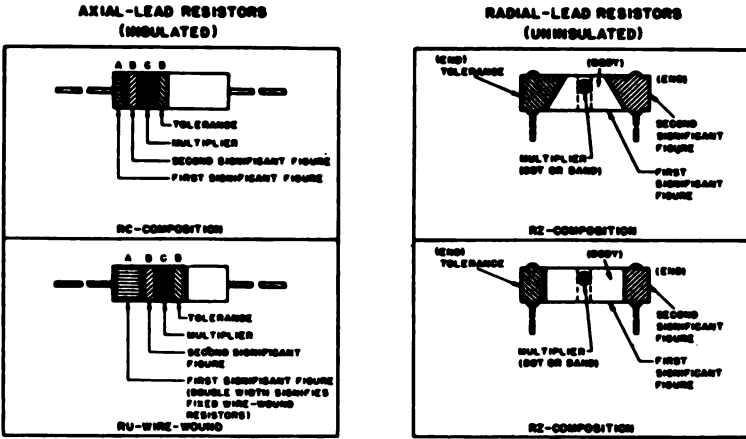 AXIAL-LEAD RESISTORS
(INSULATED)
A B C D
TOLERANCE
MULTIPLIER
SECOND SIGNIFICANT FIGURE
FIRST SIGNIFICANT FIGURE
RC-COMPOSITION
A B C D
TOLERANCE
MULTIPLIER
SECOND SIGNIFICANT
FIGURE
FIRST SIGNIFICANT FIGURE
(DOUBLE WIDTH SIGNIFIES
FIXED WIRE-WOUND
RESISTORS)
RU-WIRE-WOUND
RADIAL-LEAD RESISTORS
(UNINSULATED)
(END)
TOLERANCE
(BODY)
(END)
SECOND
SIGNIFICANT
FIGURE
MULTIPLIER
(DOT OR BAND)
FIRST
SIGNIFICANT
FIGURE
RZ-COMPOSITION
(END)
TOLERANCE
(BODY)
(END)
SECOND
SIGNIFICANT
FIGURE
MULTIPLIER
(DOT OR BAND)
FIRST
SIGNIFICANT
FIGURE
RZ-COMPOSITION